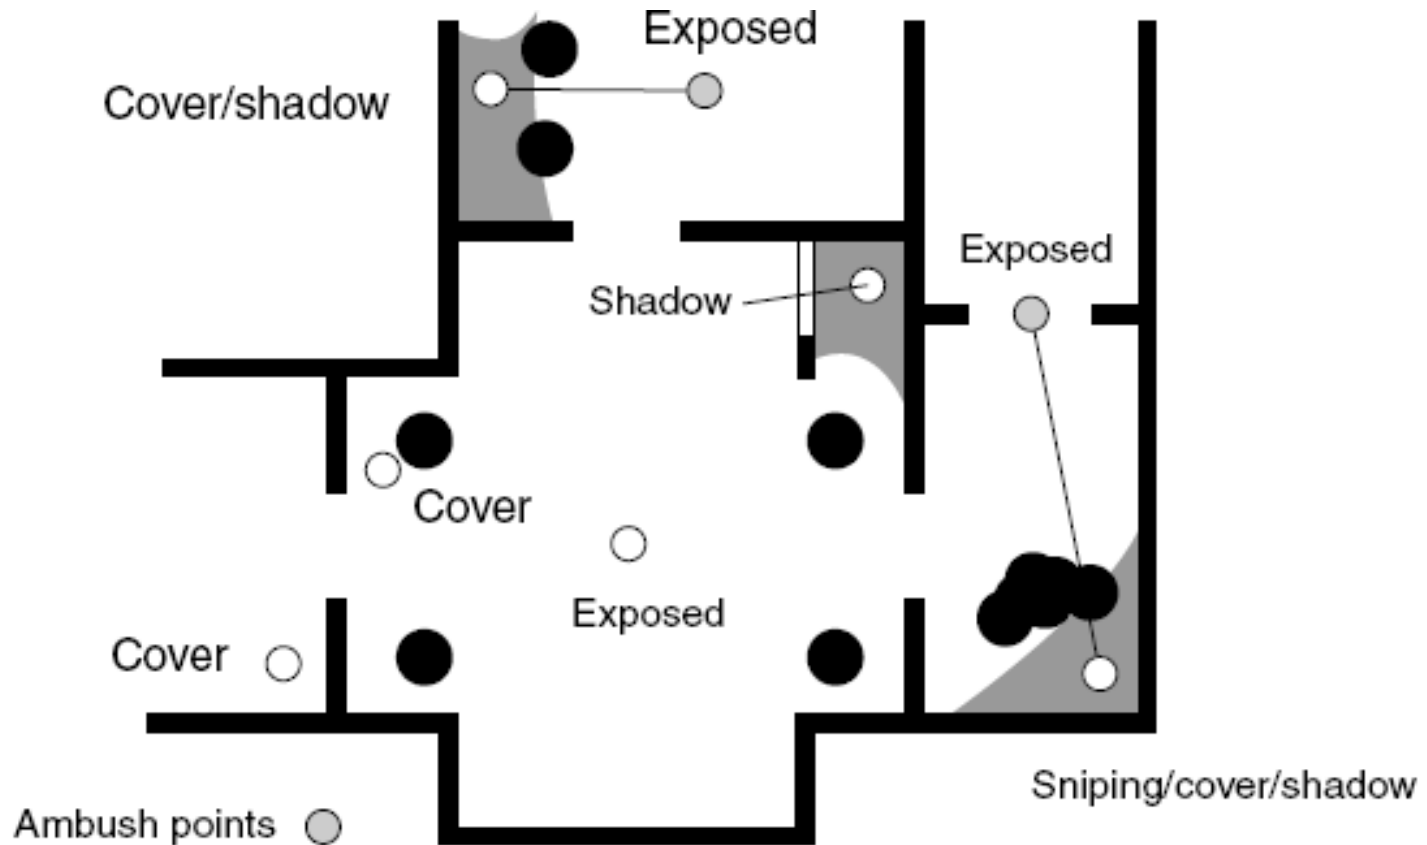 Exposed
Cover/shadow
Exposed
Shadow
Cover
Exposed
Cover
Sniping/cover/shadow
Ambush points